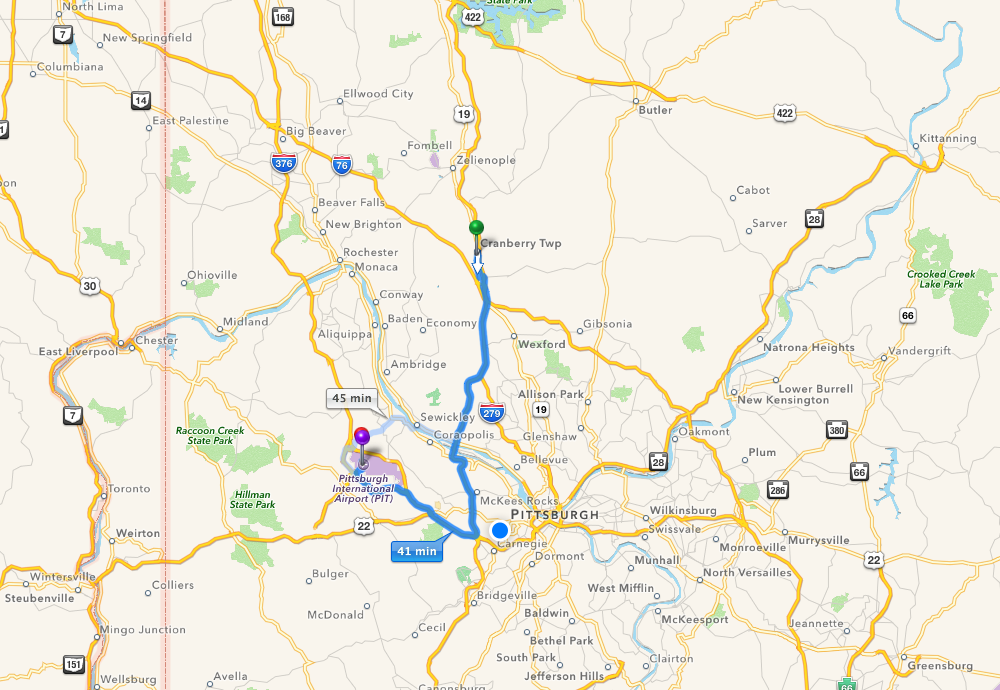 North Lima
168
422
State Park
7
New Springfield
Columbiana
Ellwood City
14
19
Butler
422
East Palestine
Big Beaver
Kittanning
Fombell
376
76
Zelienople
Cabot
Beaver Falls
Saver
28
New Brighton
Cranberry Twp
Rochester
Monaca
Crooked Creek
Lake Park
Ohioville
30
Conway
66
Midland
Baden
Economy
Gibsonia
Aliquippa
Chester
East Liverpool
Wexford
Natrona Heights
Vandergrift
Ambridge
Lower Burrell
45 min
Allison Park
New Kensington
7
279
19
Sewickley
Raccoon Creek
State Park
Coraopolis
Glenshaw
Oakmont
380
Plum
Bellevue
28
66
Pittsburgh
International
Airport (PIT)
286
Toronto
Hillman
State Park
McKees Rocks
PITTSBURGH
Wilkinsburg
22
Swissvale
Weirton
Murrysville
41 min
Carnegie
Monroeville
Dormont
22
Munhall
Wintersville
Bulger
North Versailles
Colliers
West Mifflin
Steubenville
Bridgeville
McDonald
Baldwin
McKeesport
Mingo Junction
Cecil
Jeannette
Bethel Park
151
South Park
Clairton
Greensburg
Wellsburg
Avella
Canonsburg
Jefferson Hills
66